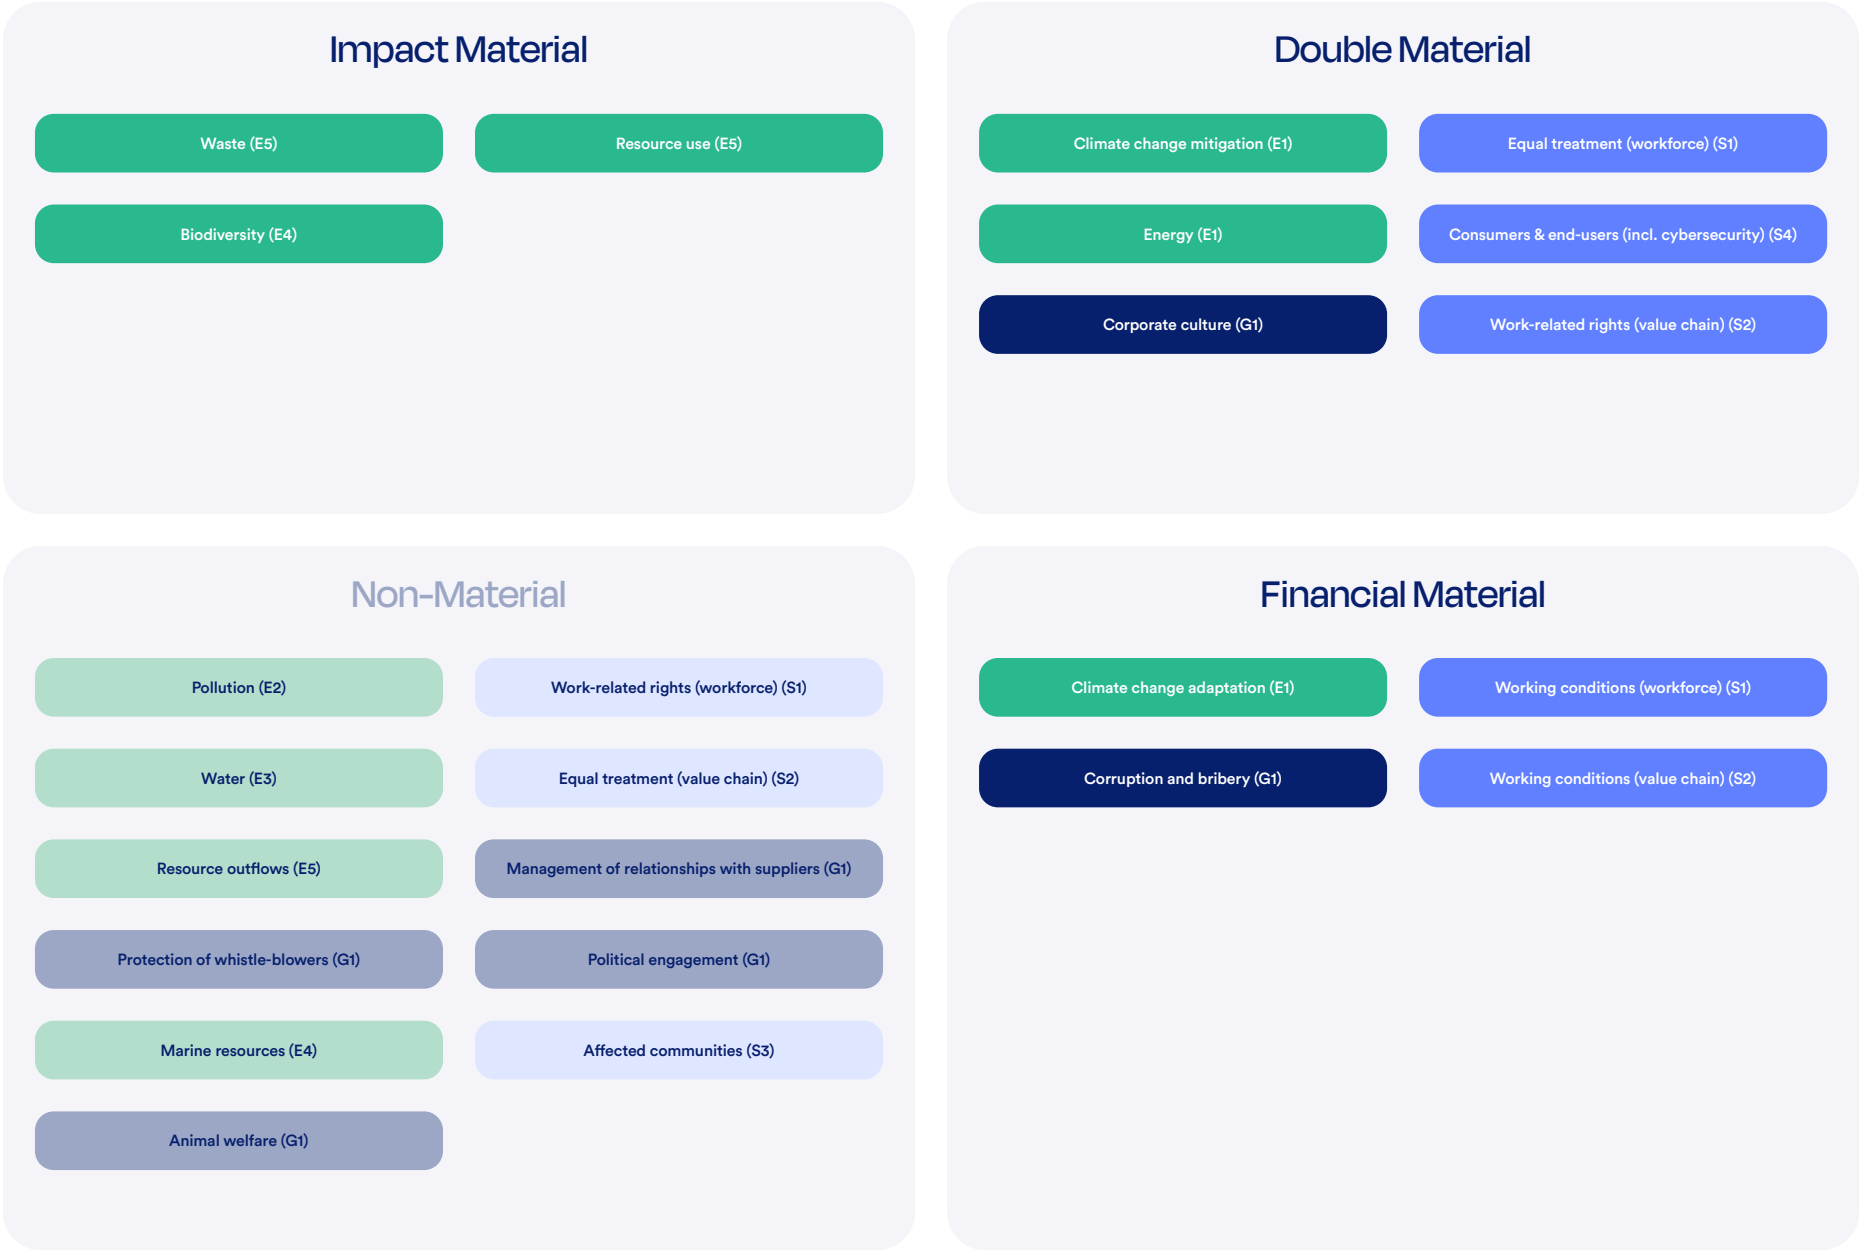 Impact Material
Waste (E5)
Resource use (E5)
Biodiversity (E4)
Double Material
Climate change mitigation (E1)
Equal treatment (workforce) (S1)
Energy (E1)
Consumers & end-users (incl. cybersecurity) (S4)
Corporate culture (G1)
Work-related rights (value chain) (S2)
Non-Material
Pollution (E2)
Work-related rights (workforce) (S1)
Water (E3)
Equal treatment (value chain) (S2)
Resource outflows (E5)
Management of relationships with suppliers (G1)
Protection of whistle-blowers (G1)
Political engagement (G1)
Marine resources (E4)
Affected communities (S3)
Animal welfare (G1)
Financial Material
Climate change adaptation (E1)
Working conditions (workforce) (S1)
Corruption and bribery (G1)
Working conditions (value chain) (S2)